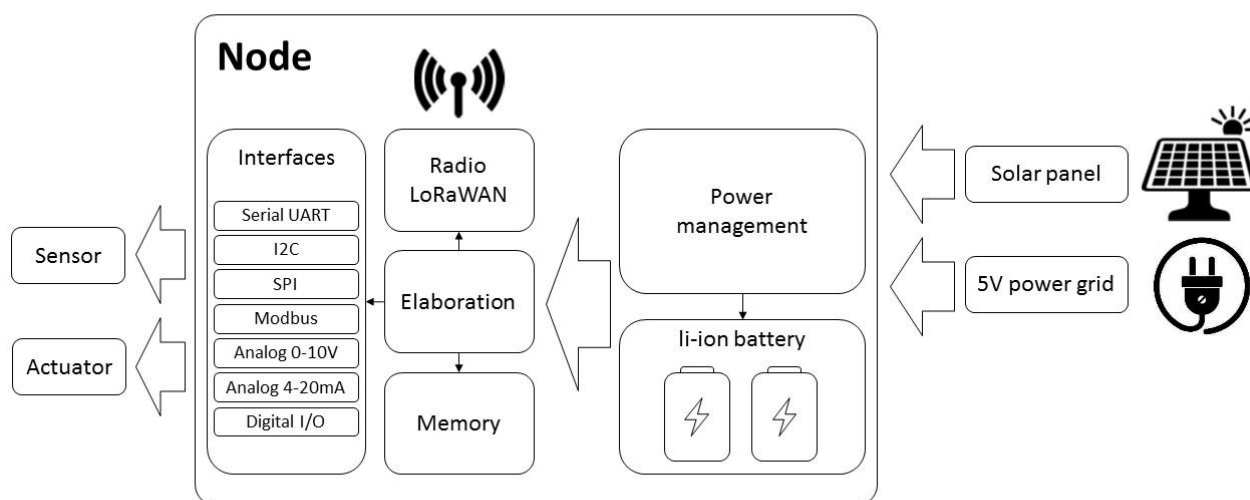 Node
Interfaces
Serial UART
I2C
SPI
Modbus
Analog 0-10V
Analog 4-20mA
Digital I/O
Radio
LoRaWAN
Elaboration
Memory
Power
management
li-ion battery
Solar panel
5V power grid
Sensor
Actuator